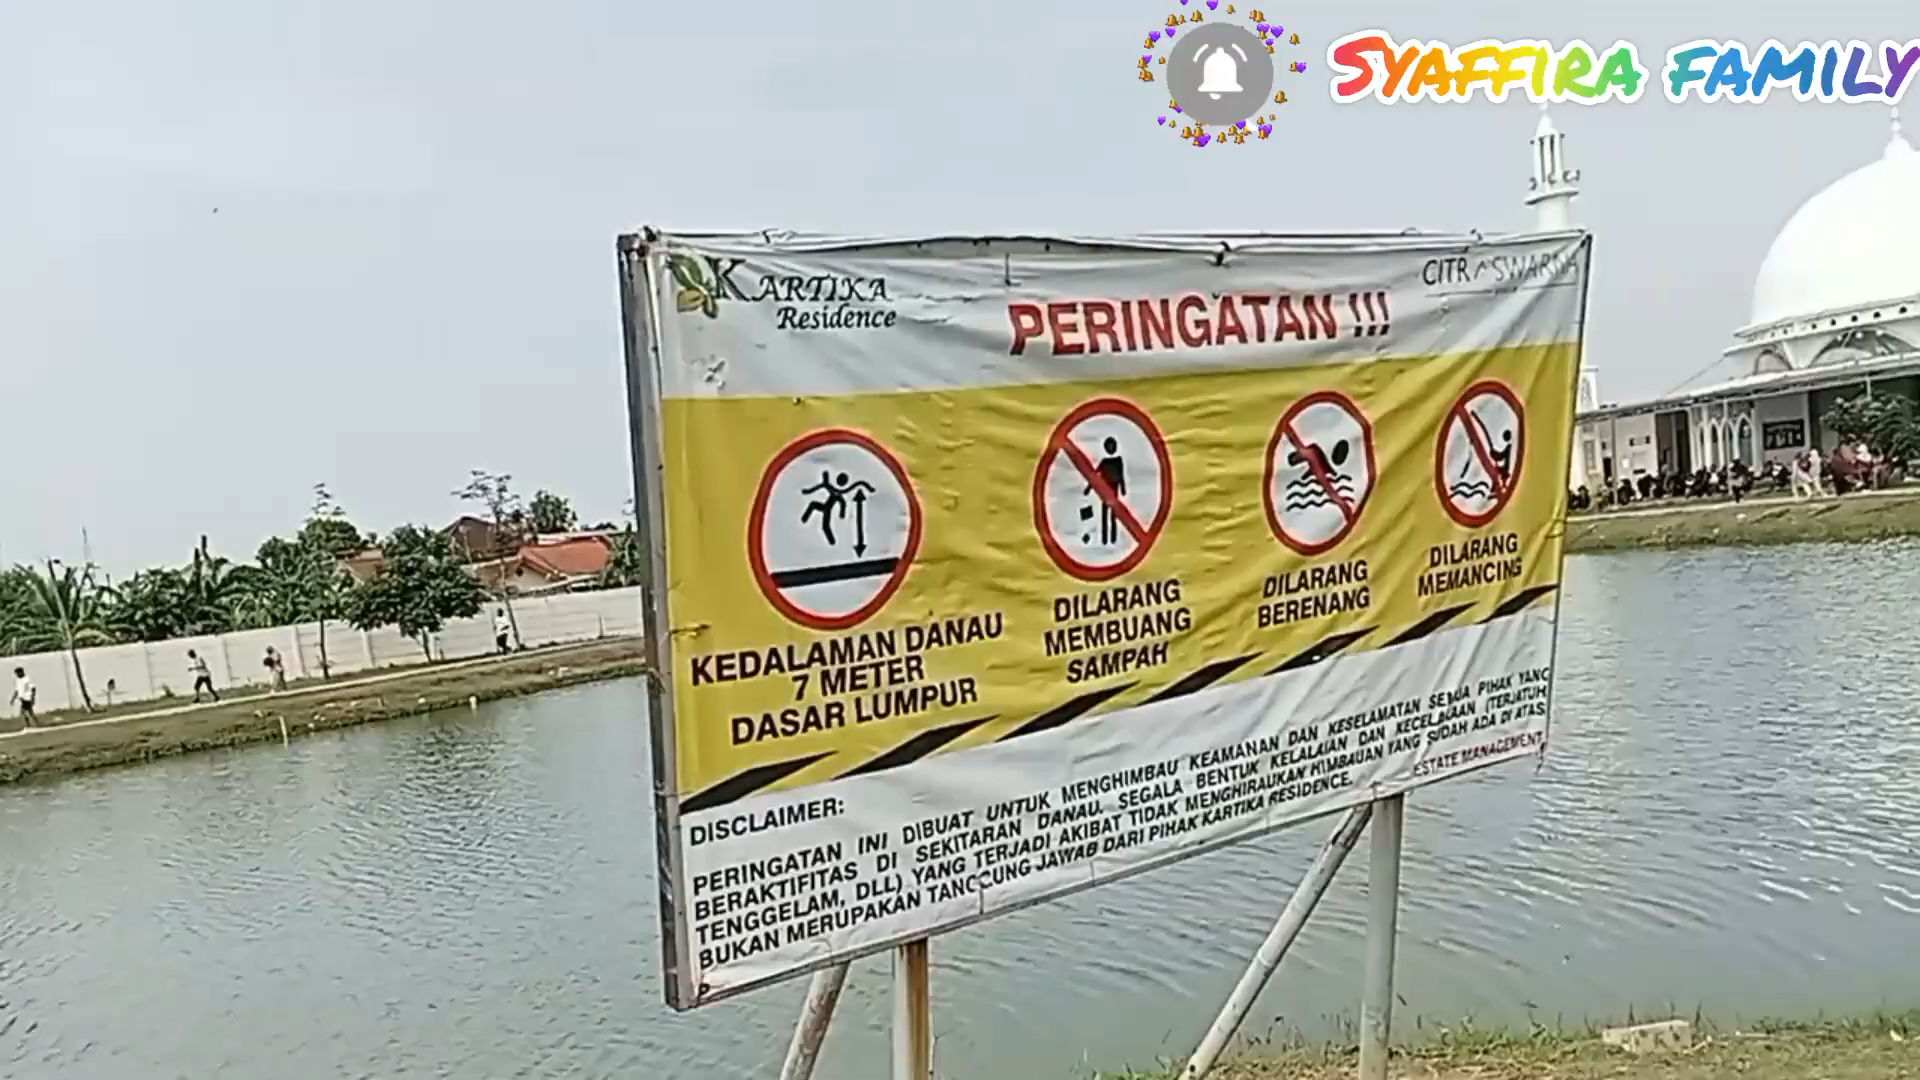 SYAFFIRA FAMILY
KARTIKA
Residence
CITRASWARNA
PERINGATAN !!!
KEDALAMAN DANAU
7 METER
DASAR LUMPUR
DILARANG
MEMBUANG
SAMPAH
DILARANG
BERENANG
DILARANG
MEMANCING
DISCLAIMER:
PERINGATAN INI DIBUAT UNTUK MENGHIMBAU KEAMANAN DAN KESELAMATAN SEMUA PIHAK YANG
BERAKTIFITAS DI SEKITARAN DANAU. SEGALA BENTUK KELALAIAN DAN KECELAKAAN (TERJATUH
TENGGELAM, DLL) YANG TERJADI AKIBAT TIDAK MENGHIRAUKAN HIMBAUAN YANG SUDAH ADA DI ATAS
BUKAN MERUPAKAN TANGGUNG JAWAB DARI PIHAK KARTIKA RESIDENCE.
ESTATE MANAGEMENT